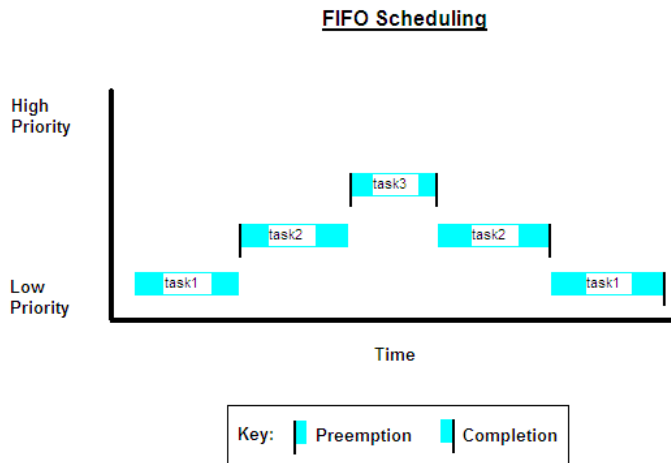 FIFO Scheduling
High
Priority
task3
task2
task2
task1
task1
Low
Priority
Time
Key: Preemption Completion